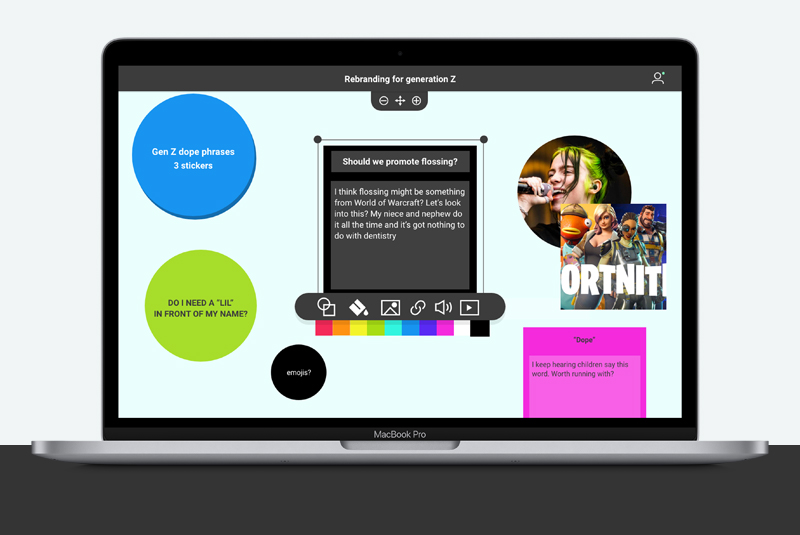 Rebranding for generation Z
Gen Z dope phrases
3 stickers
Should we promote flossing?
I think flossing might be something
from World of Warcraft? Let's look
into this? My niece and nephew do
it all the time and it's got nothing to
do with dentistry
ORTNIT
DO I NEED A "LIL"
IN FRONT OF MY NAME?
emojis?
"Dope"
I keep hearing children say this
word. Worth running with?
MacBook Pro